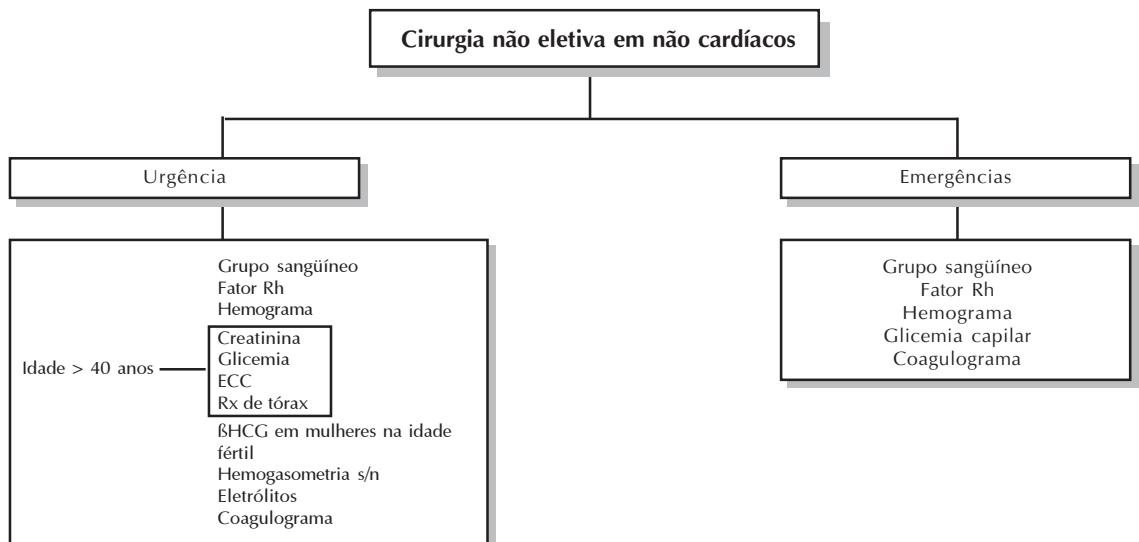 Cirurgia não eletiva em não cardíacos
Urgência
Emergências
Grupo sangüíneo
Fator Rh
Hemograma
Idade > 40 anos
Creatinina
Glicemia
ECC
Rx de tórax
ßHCG em mulheres na idade
fértil
Hemogasometria s/n
Eletrólitos
Coagulograma
Grupo sangüíneo
Fator Rh
Hemograma
Glicemia capilar
Coagulograma